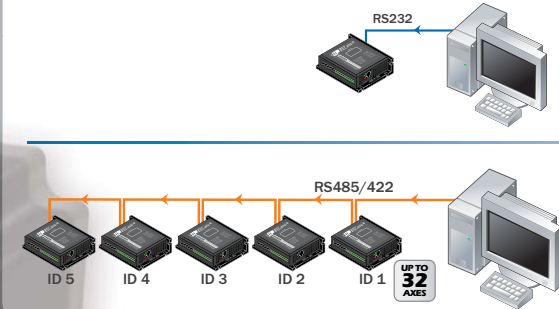 RS232
RS485/422
ID 5
ID 4
ID 3
ID 2
ID 1
UP TO
32
AXES